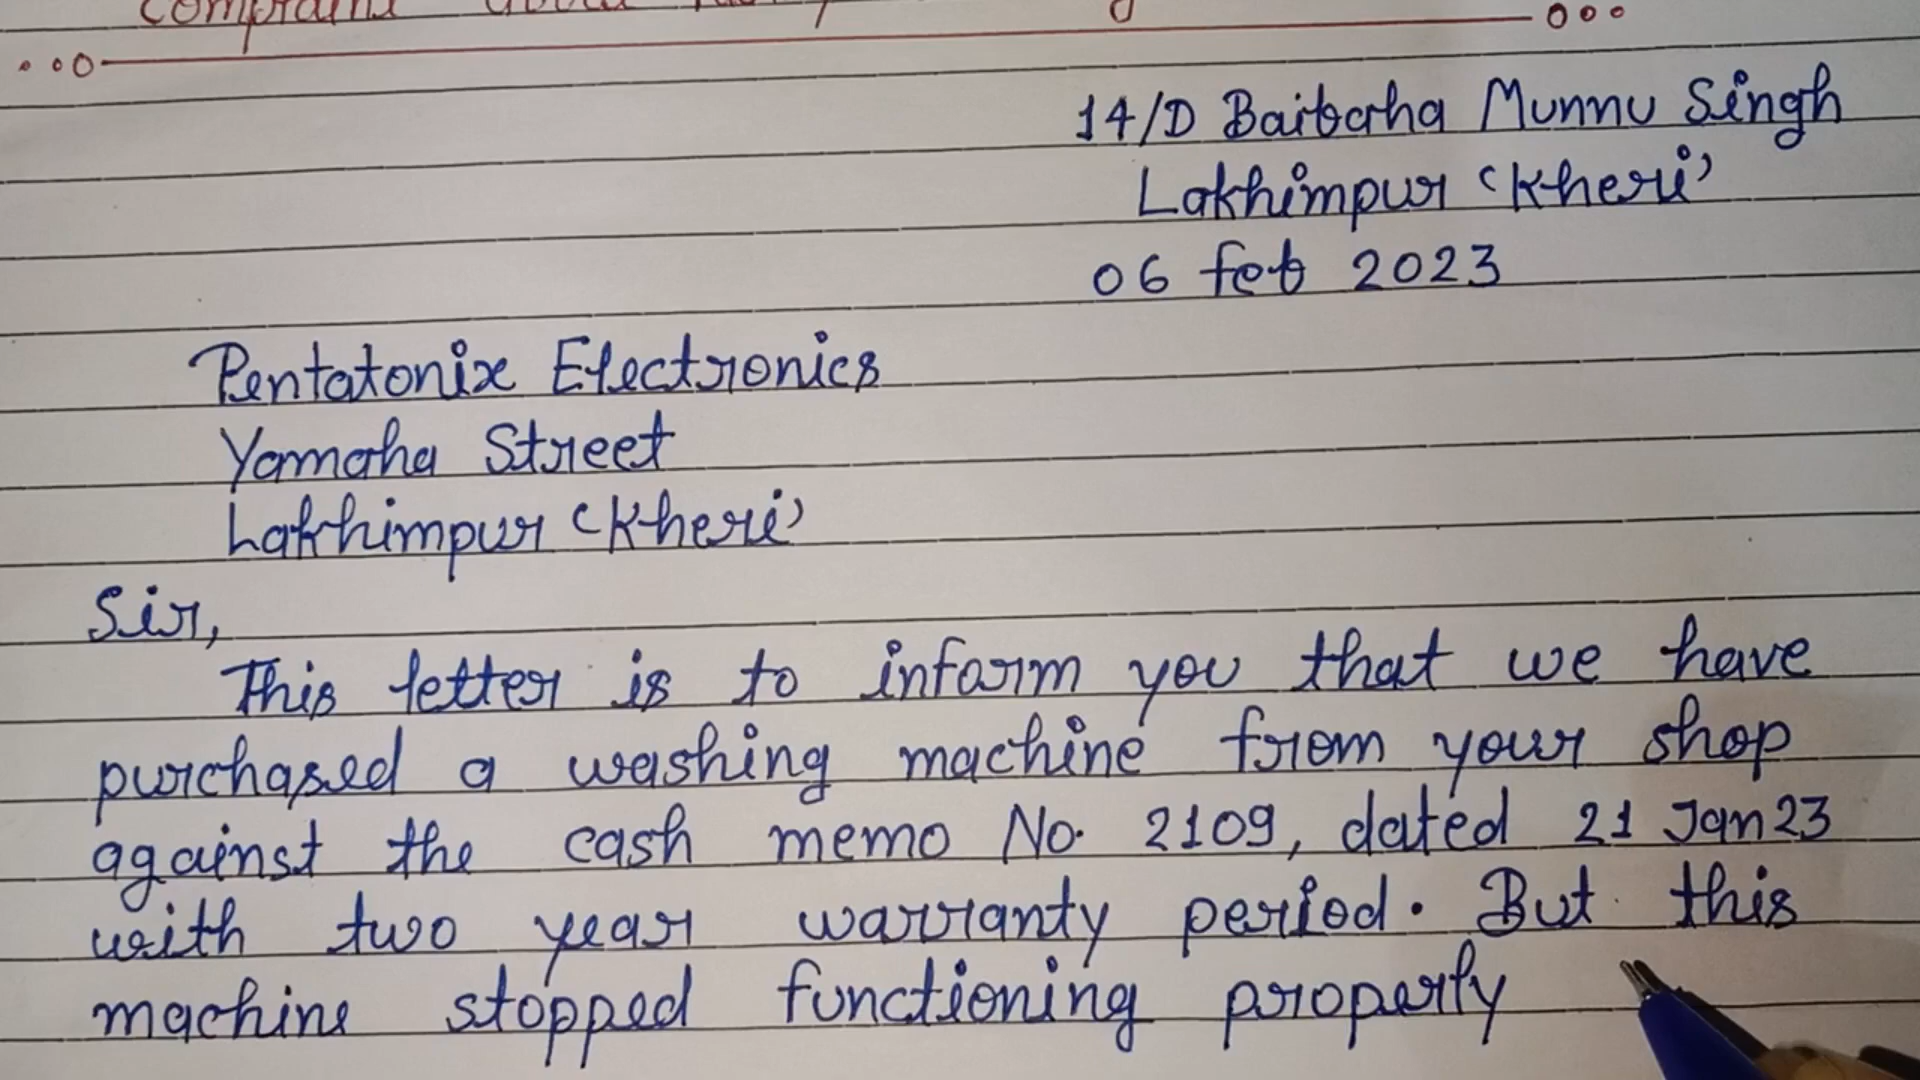 complaint
14/D Baibarha Munnu Singh
Lakhimpur (Kheri)
06 feb 2023
Pentatonix Electronics
Yamaha Street
Lakhimpur (Kheri)
Sir,
This letter is to inform you that we have
purchased a washing machine from your shop
against the cash memo No. 2109, dated 21 Jan 23
with two year warranty period. But this
machine stopped functioning properly